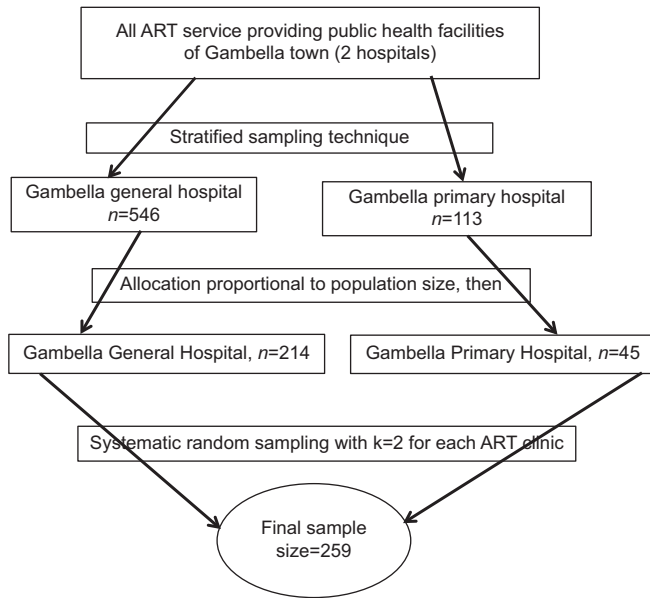 All ART service providing public health facilities
of Gambella town (2 hospitals)
Stratified sampling technique
Gambella general hospital
n=546
Gambella primary hospital
n=113
Allocation proportional to population size, then
Gambella General Hospital, n=214
Gambella Primary Hospital, n=45
Systematic random sampling with k=2 for each ART clinic
Final sample
size=259